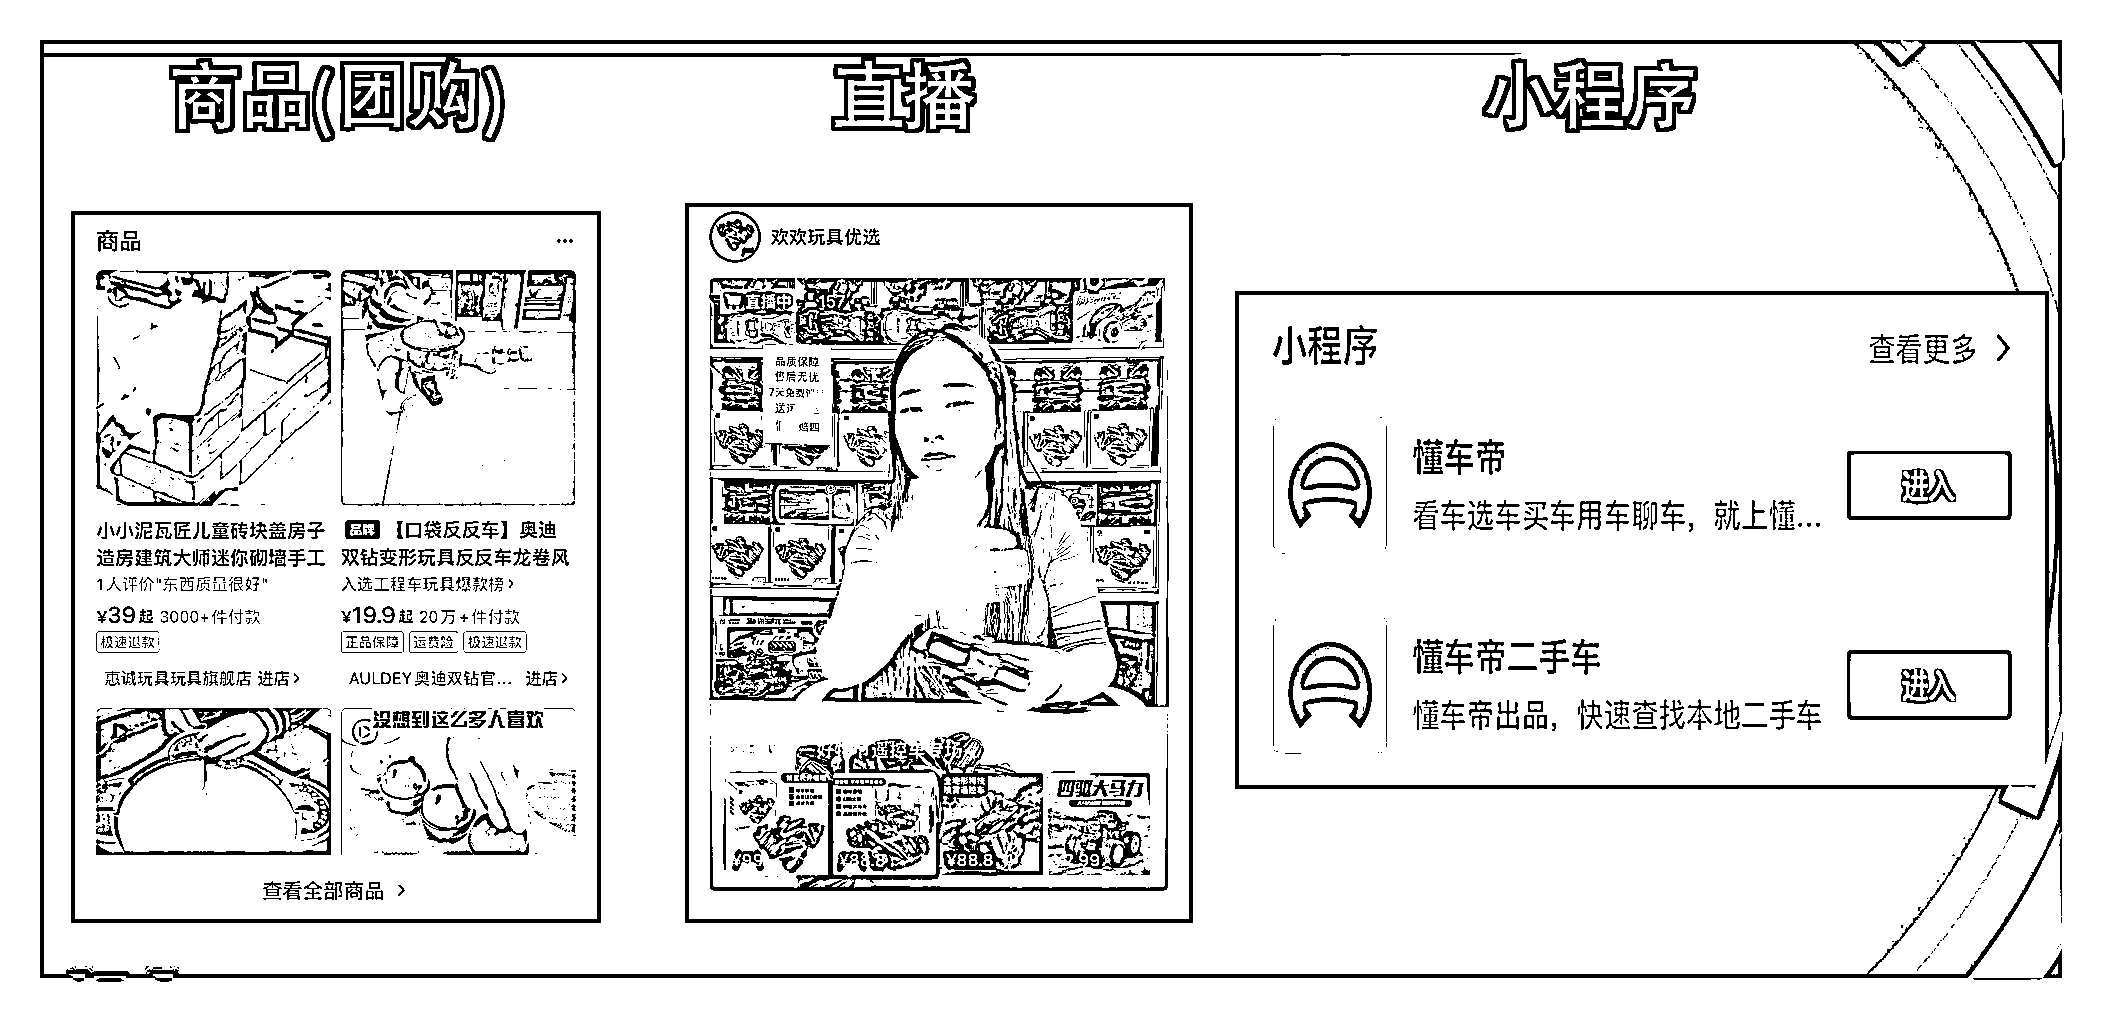 商品(团购)
直播
小程序
商品
小小泥瓦匠儿童砖块盖房子
造房建筑大师迷你砌墙手工
1人评价"东西质量很好"
¥39起 3000+件付款
极速退款
惠诚玩具玩具旗舰店 进店>
品牌 【口袋反反车】奥迪
双钻变形玩具反反车龙卷风
入选工程车玩具爆款榜>
¥19.9起 20万+件付款
正品保障 运费险 极速退款
AULDEY奥迪双钻官... 进店>
没想到这么多人喜欢
查看全部商品 >
欢欢玩具优选
直播中
157
品质保障
售后无忧
四驱大马力
¥99
¥88.8
小程序
查看更多 >
懂车帝
看车选车买车用车聊车，就上懂...
进入
懂车帝二手车
懂车帝出品，快速查找本地二手车
进入